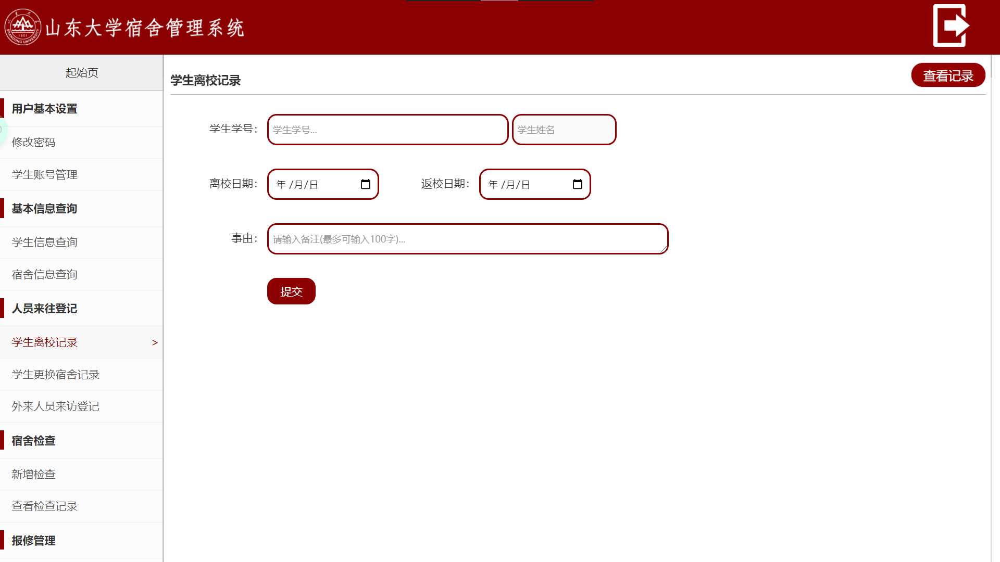 山东大学宿舍管理系统
SHANDONG UNIVERSITY
1901
起始页
用户基本设置
修改密码
学生账号管理
基本信息查询
学生信息查询
宿舍信息查询
人员来往登记
学生离校记录 >
学生更换宿舍记录
外来人员来访登记
宿舍检查
新增检查
查看检查记录
报修管理
学生离校记录
查看记录
学生学号： 学生学号... 学生姓名
离校日期： 年 /月/日 返校日期： 年 /月/日
事由： 请输入备注(最多可输入100字)...
提交